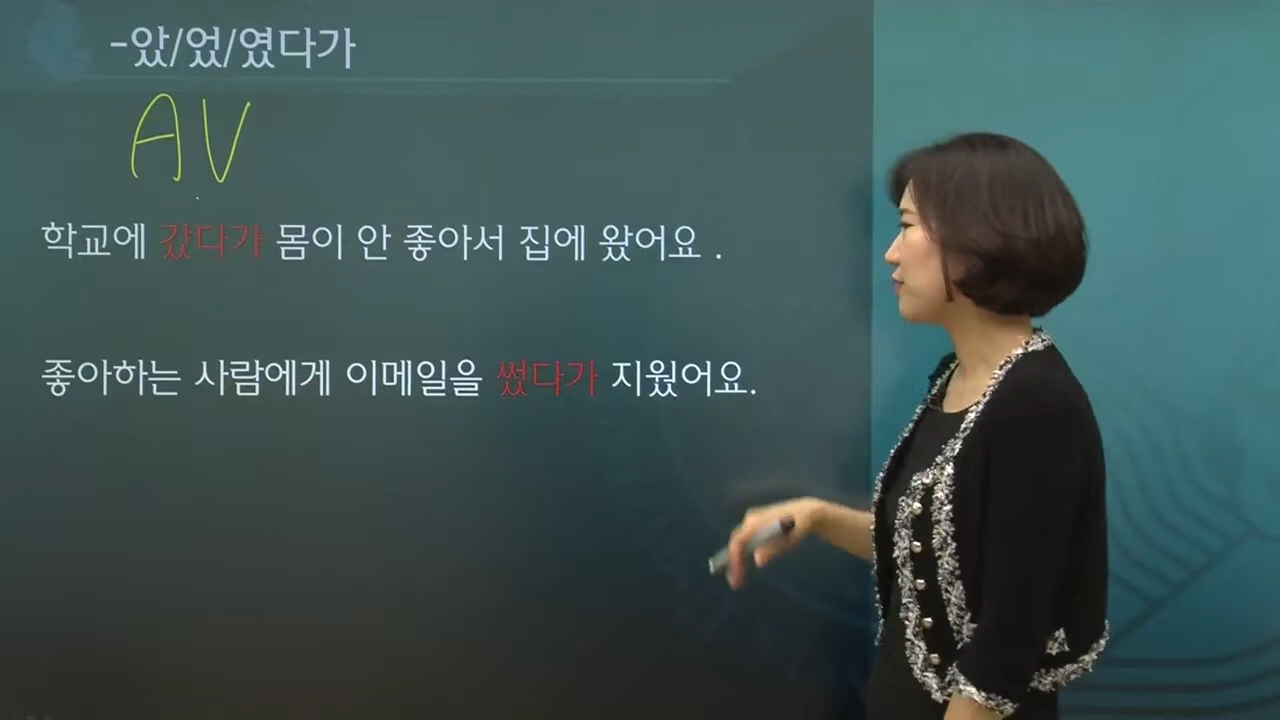 -았/었/였다가
AV
학교에 갔다가 몸이 안 좋아서 집에 왔어요 .
좋아하는 사람에게 이메일을 썼다가 지웠어요.